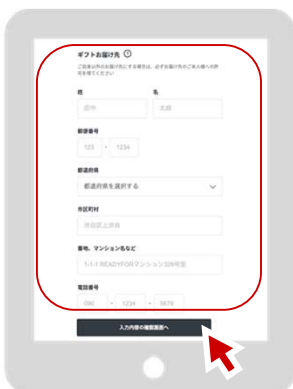 ギフトお届け先
ご自身以外のお届け先にする場合は、必ずお届け先のご本人様への許
可を得てください
姓 名
田中 太郎
郵便番号
123 - 1234
都道府県
都道府県を選択する
市区町村
渋谷区上渋谷
番地、マンション名など
1-1-1 READYFORマンション326号室
電話番号
090 - 1234 - 5678
入力内容の確認画面へ